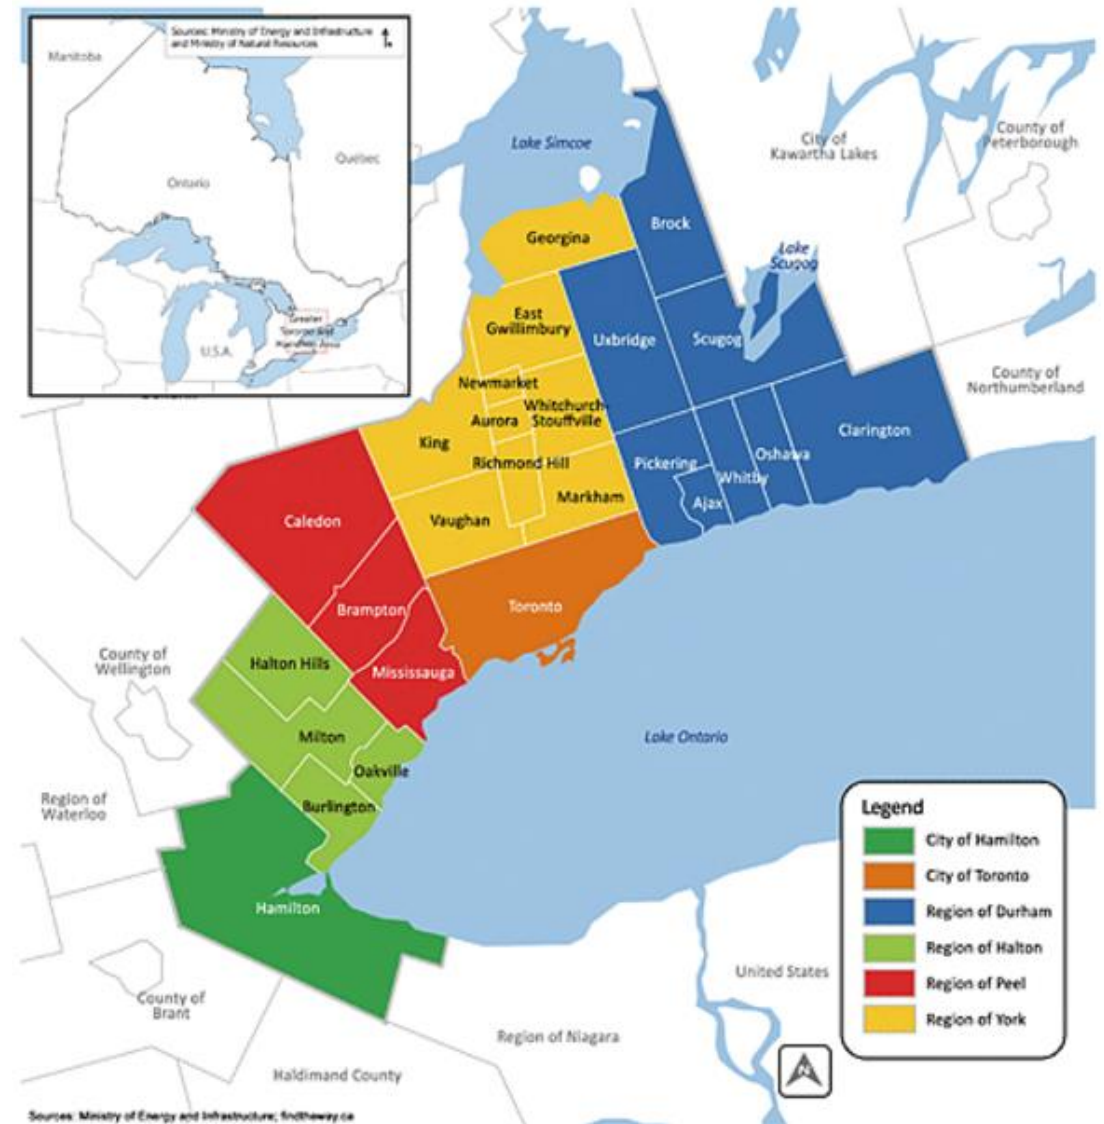 Sources: Ministry of Energy and Infrastructure
and Ministry of Natural Resources
Manitoba
Ontario
Québec
U.S.A.
Greater
Toronto and
Hamilton Area
Lake Simcoe
City of
Kawartha Lakes
County of
Peterborough
Brock
Georgina
Lake
Scugog
East
Gwillimbury
Uxbridge
Scugog
County of
Northumberland
Newmarket
Whitchurch-
Stouffville
Aurora
King
Clarington
Oshawa
Richmond Hill
Pickering
Whitby
Markham
Ajax
Vaughan
Caledon
Toronto
Brampton
County of
Wellington
Halton Hills
Mississauga
Milton
Lake Ontario
Oakville
Burlington
Region of
Waterloo
Hamilton
Legend
City of Hamilton
City of Toronto
Region of Durham
Region of Halton
Region of Peel
Region of York
United States
County of
Brant
Region of Niagara
Haldimand County
N
Sources: Ministry of Energy and Infrastructure; findtheway.ca